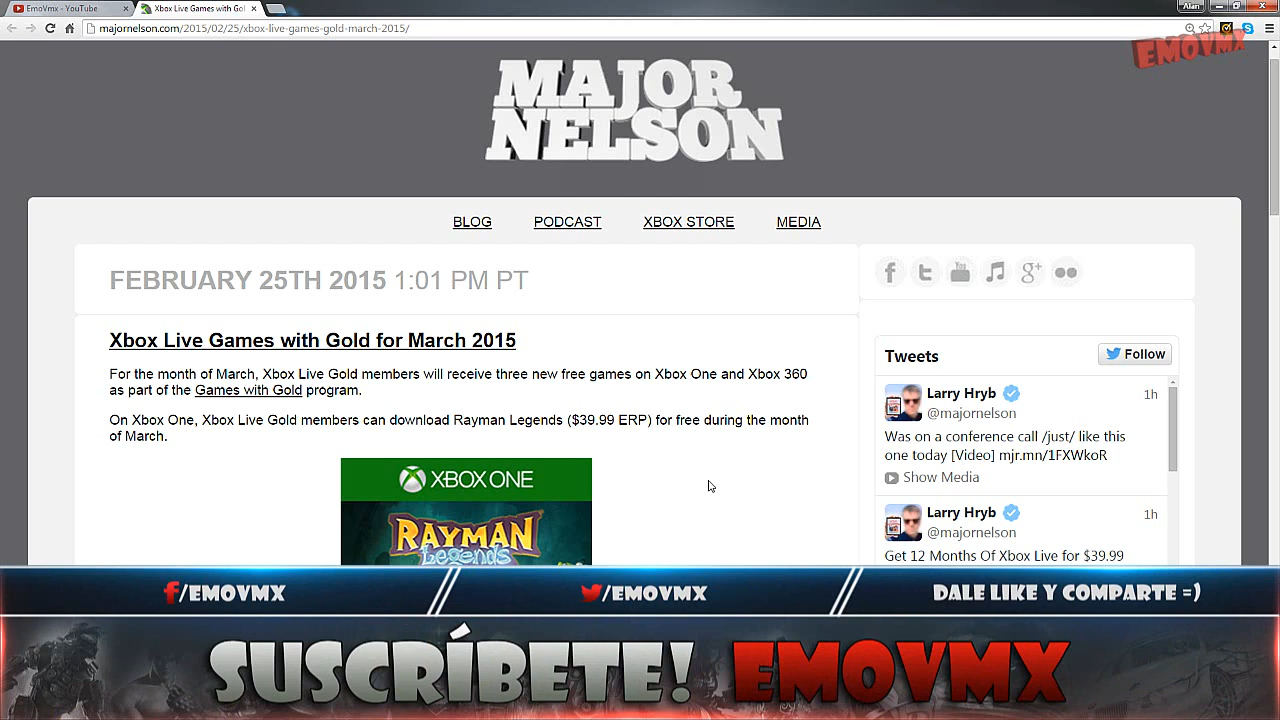 EmoVmx - YouTube
Xbox Live Games with Gol
Alan
majornelson.com/2015/02/25/xbox-live-games-gold-march-2015/
EMOVMX
MAJOR
NELSON
BLOG PODCAST XBOX STORE MEDIA
FEBRUARY 25TH 2015 1:01 PM PT
Xbox Live Games with Gold for March 2015
For the month of March, Xbox Live Gold members will receive three new free games on Xbox One and Xbox 360
as part of the Games with Gold program.
On Xbox One, Xbox Live Gold members can download Rayman Legends ($39.99 ERP) for free during the month
of March.
XBOX ONE
RAYMAN
Legends
You
g+
Tweets
Follow
Larry Hryb 1h
@majornelson
Was on a conference call /just/ like this
one today [Video] mjr.mn/1FXWkoR
Show Media
Larry Hryb 1h
@majornelson
Get 12 Months Of Xbox Live for $39.99
f/EMOVMX /EMOVMX DALE LIKE Y COMPARTE =)
SUSCRÍBETE! EMOVMX